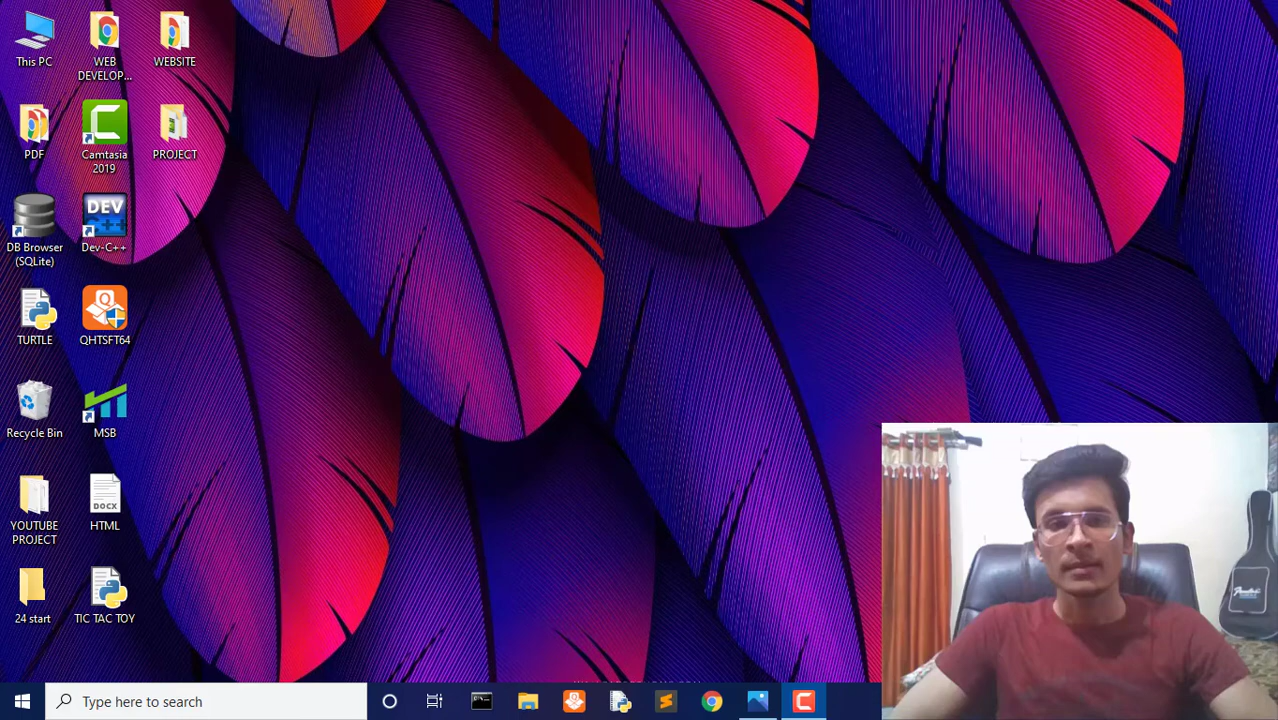 This PC
WEB
DEVELOP...
WEBSITE
PDF
Camtasia
2019
PROJECT
DB Browser
(SQLite)
DEV
C++
Dev-C++
TURTLE
QHTSFT64
Recycle Bin
MSB
DOCX
YOUTUBE
PROJECT
HTML
24 start
TIC TAC TOY
Type here to search
Fender